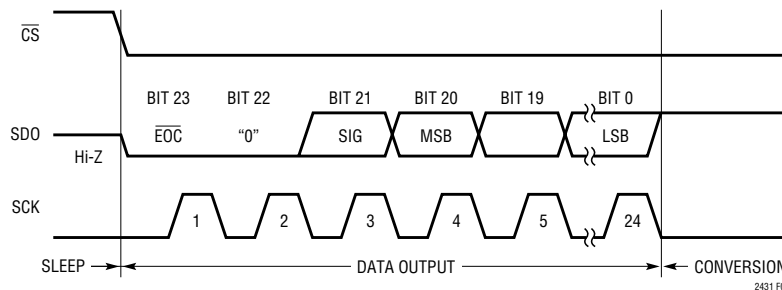 CS
BIT 23 BIT 22 BIT 21 BIT 20 BIT 19 BIT 0
SDO EOC “0” SIG MSB LSB
Hi-Z
SCK 1 2 3 4 5 24
SLEEP DATA OUTPUT CONVERSION
2431 F